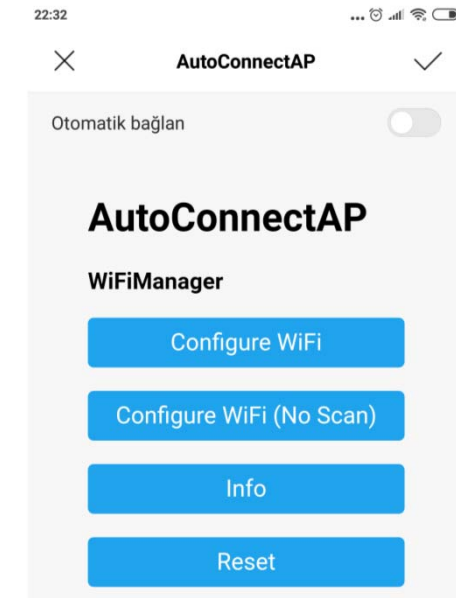 22:32
AutoConnectAP
Otomatik bağlan
AutoConnectAP
WiFiManager
Configure WiFi
Configure WiFi (No Scan)
Info
Reset